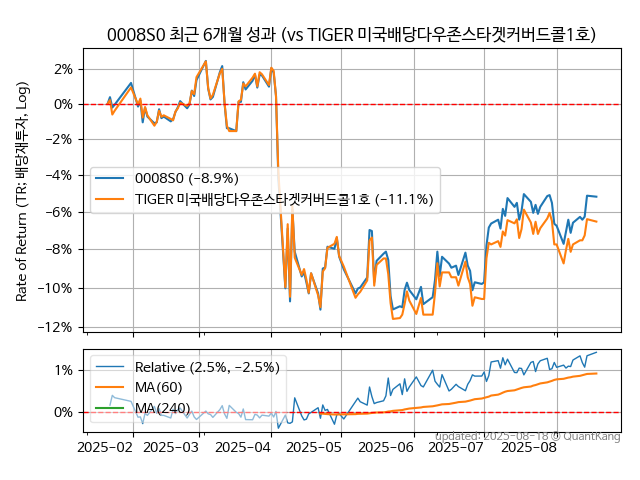 0008S0 최근 6개월 성과 (vs TIGER 미국배당다우존스타겟커버드콜1호)
Rate of Return (TR: 배당재투자, Log)
2%
0%
−2%
−4%
−6%
−8%
−10%
−12%
0008S0 (−8.9%)
TIGER 미국배당다우존스타겟커버드콜1호 (−11.1%)
1%
0%
Relative (2.5%, −2.5%)
MA(60)
MA(240)
2025-02 2025-03 2025-04 2025-05 2025-06 2025-07 2025-08
updated: 2025-08-18 © QuantKang